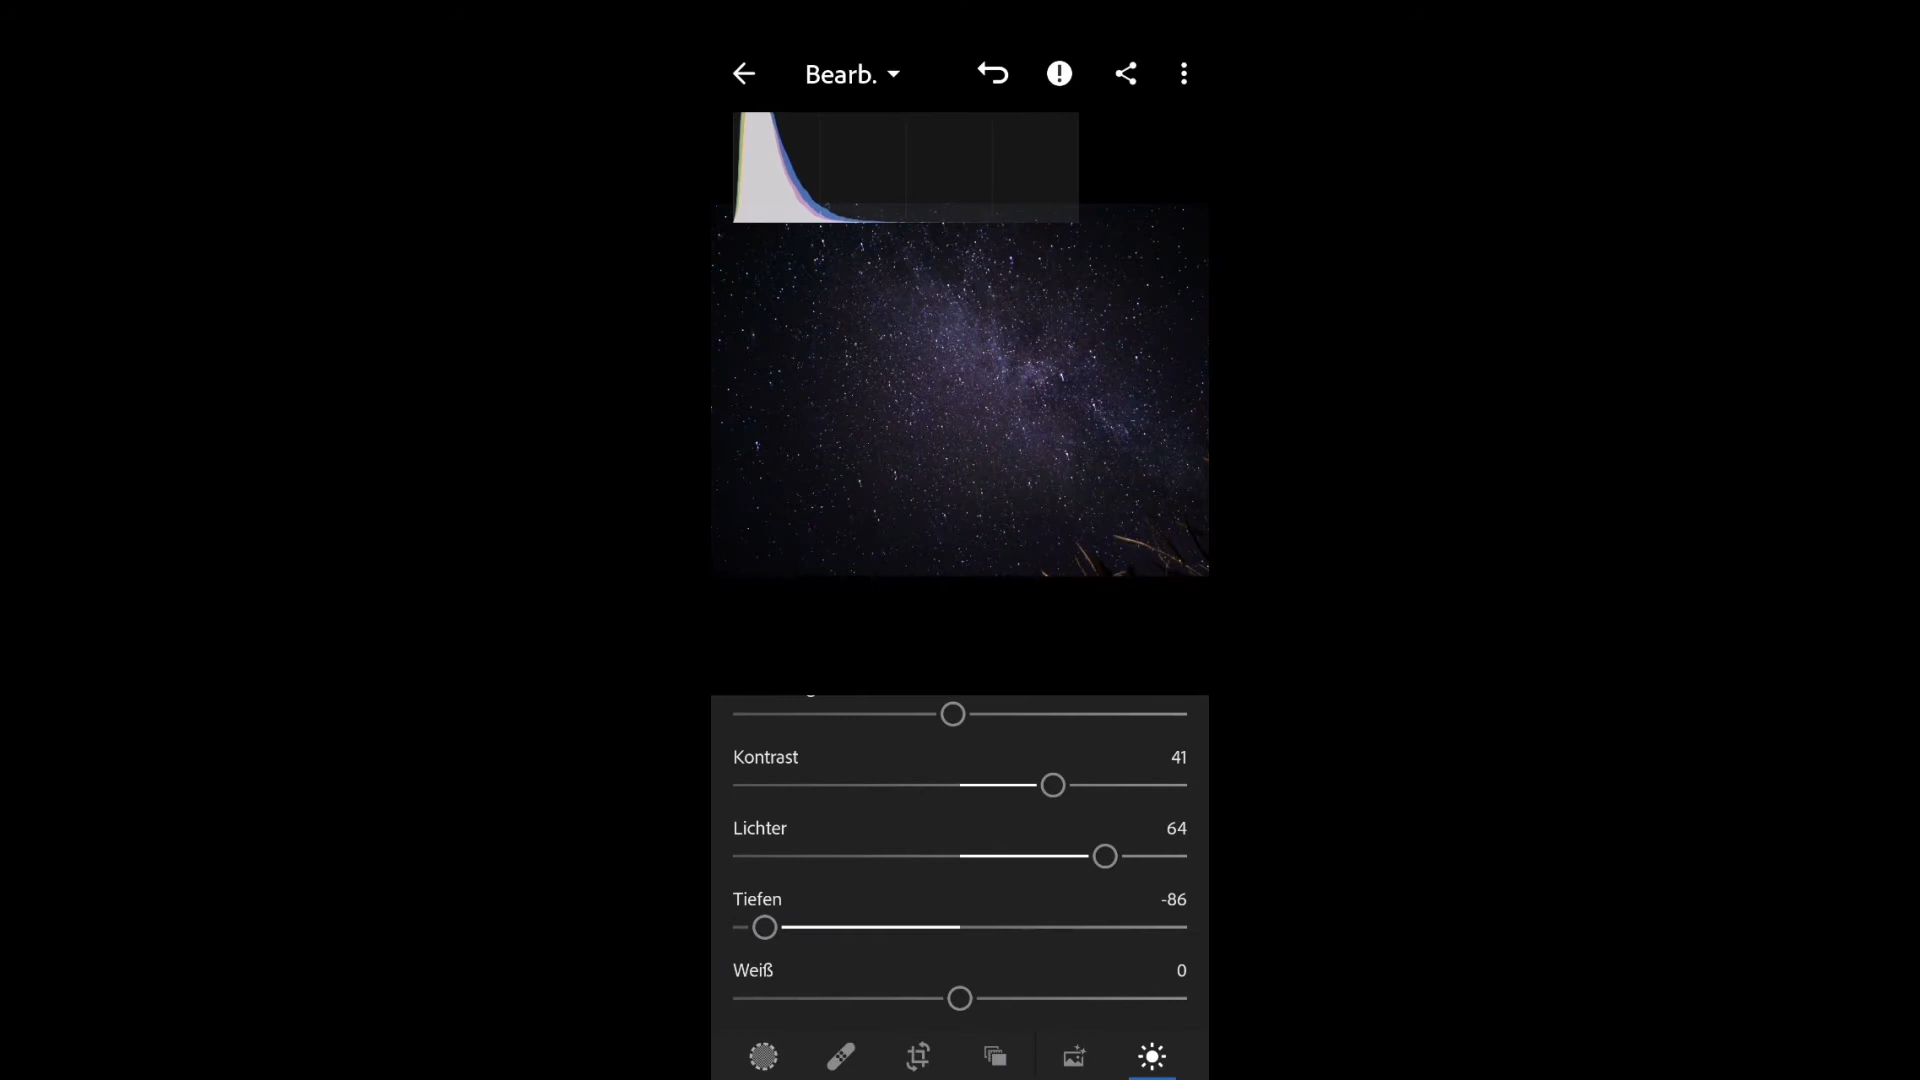 Bearb.
Kontrast 41
Lichter 64
Tiefen -86
Weiß 0